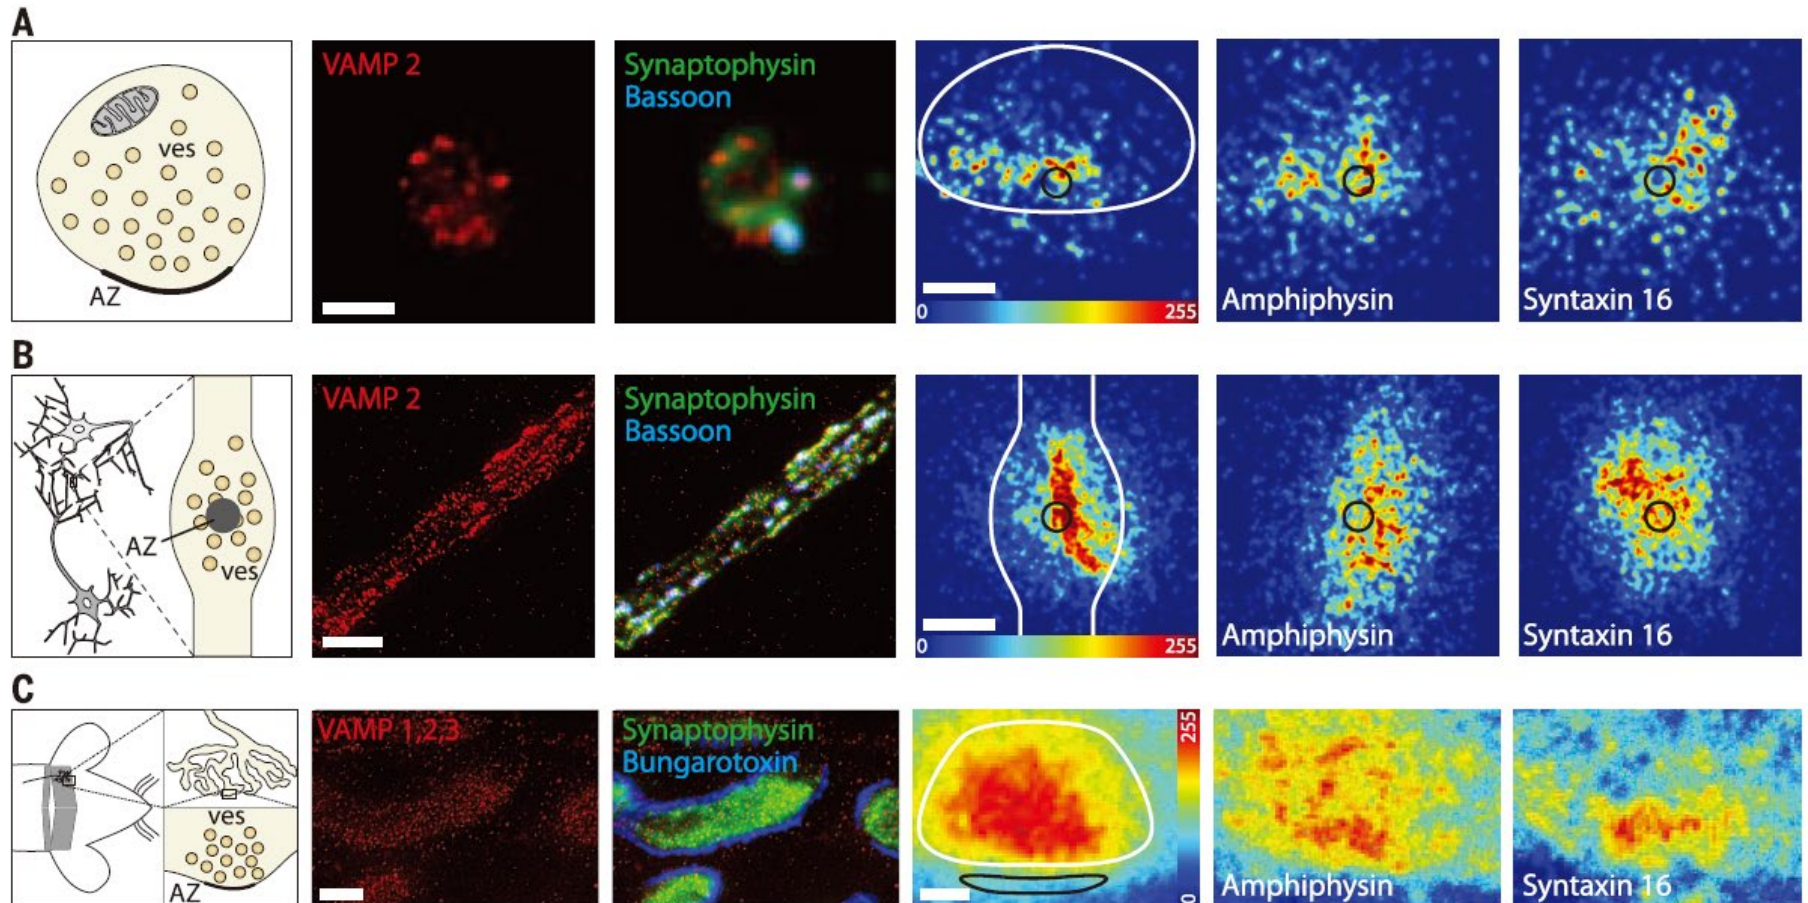 A
ves
AZ
VAMP 2
Synaptophysin
Bassoon
0
255
Amphiphysin
Syntaxin 16
B
AZ
ves
VAMP 2
Synaptophysin
Bassoon
0
255
Amphiphysin
Syntaxin 16
C
ves
AZ
VAMP 1,2,3
Synaptophysin
Bungarotoxin
255
0
Amphiphysin
Syntaxin 16